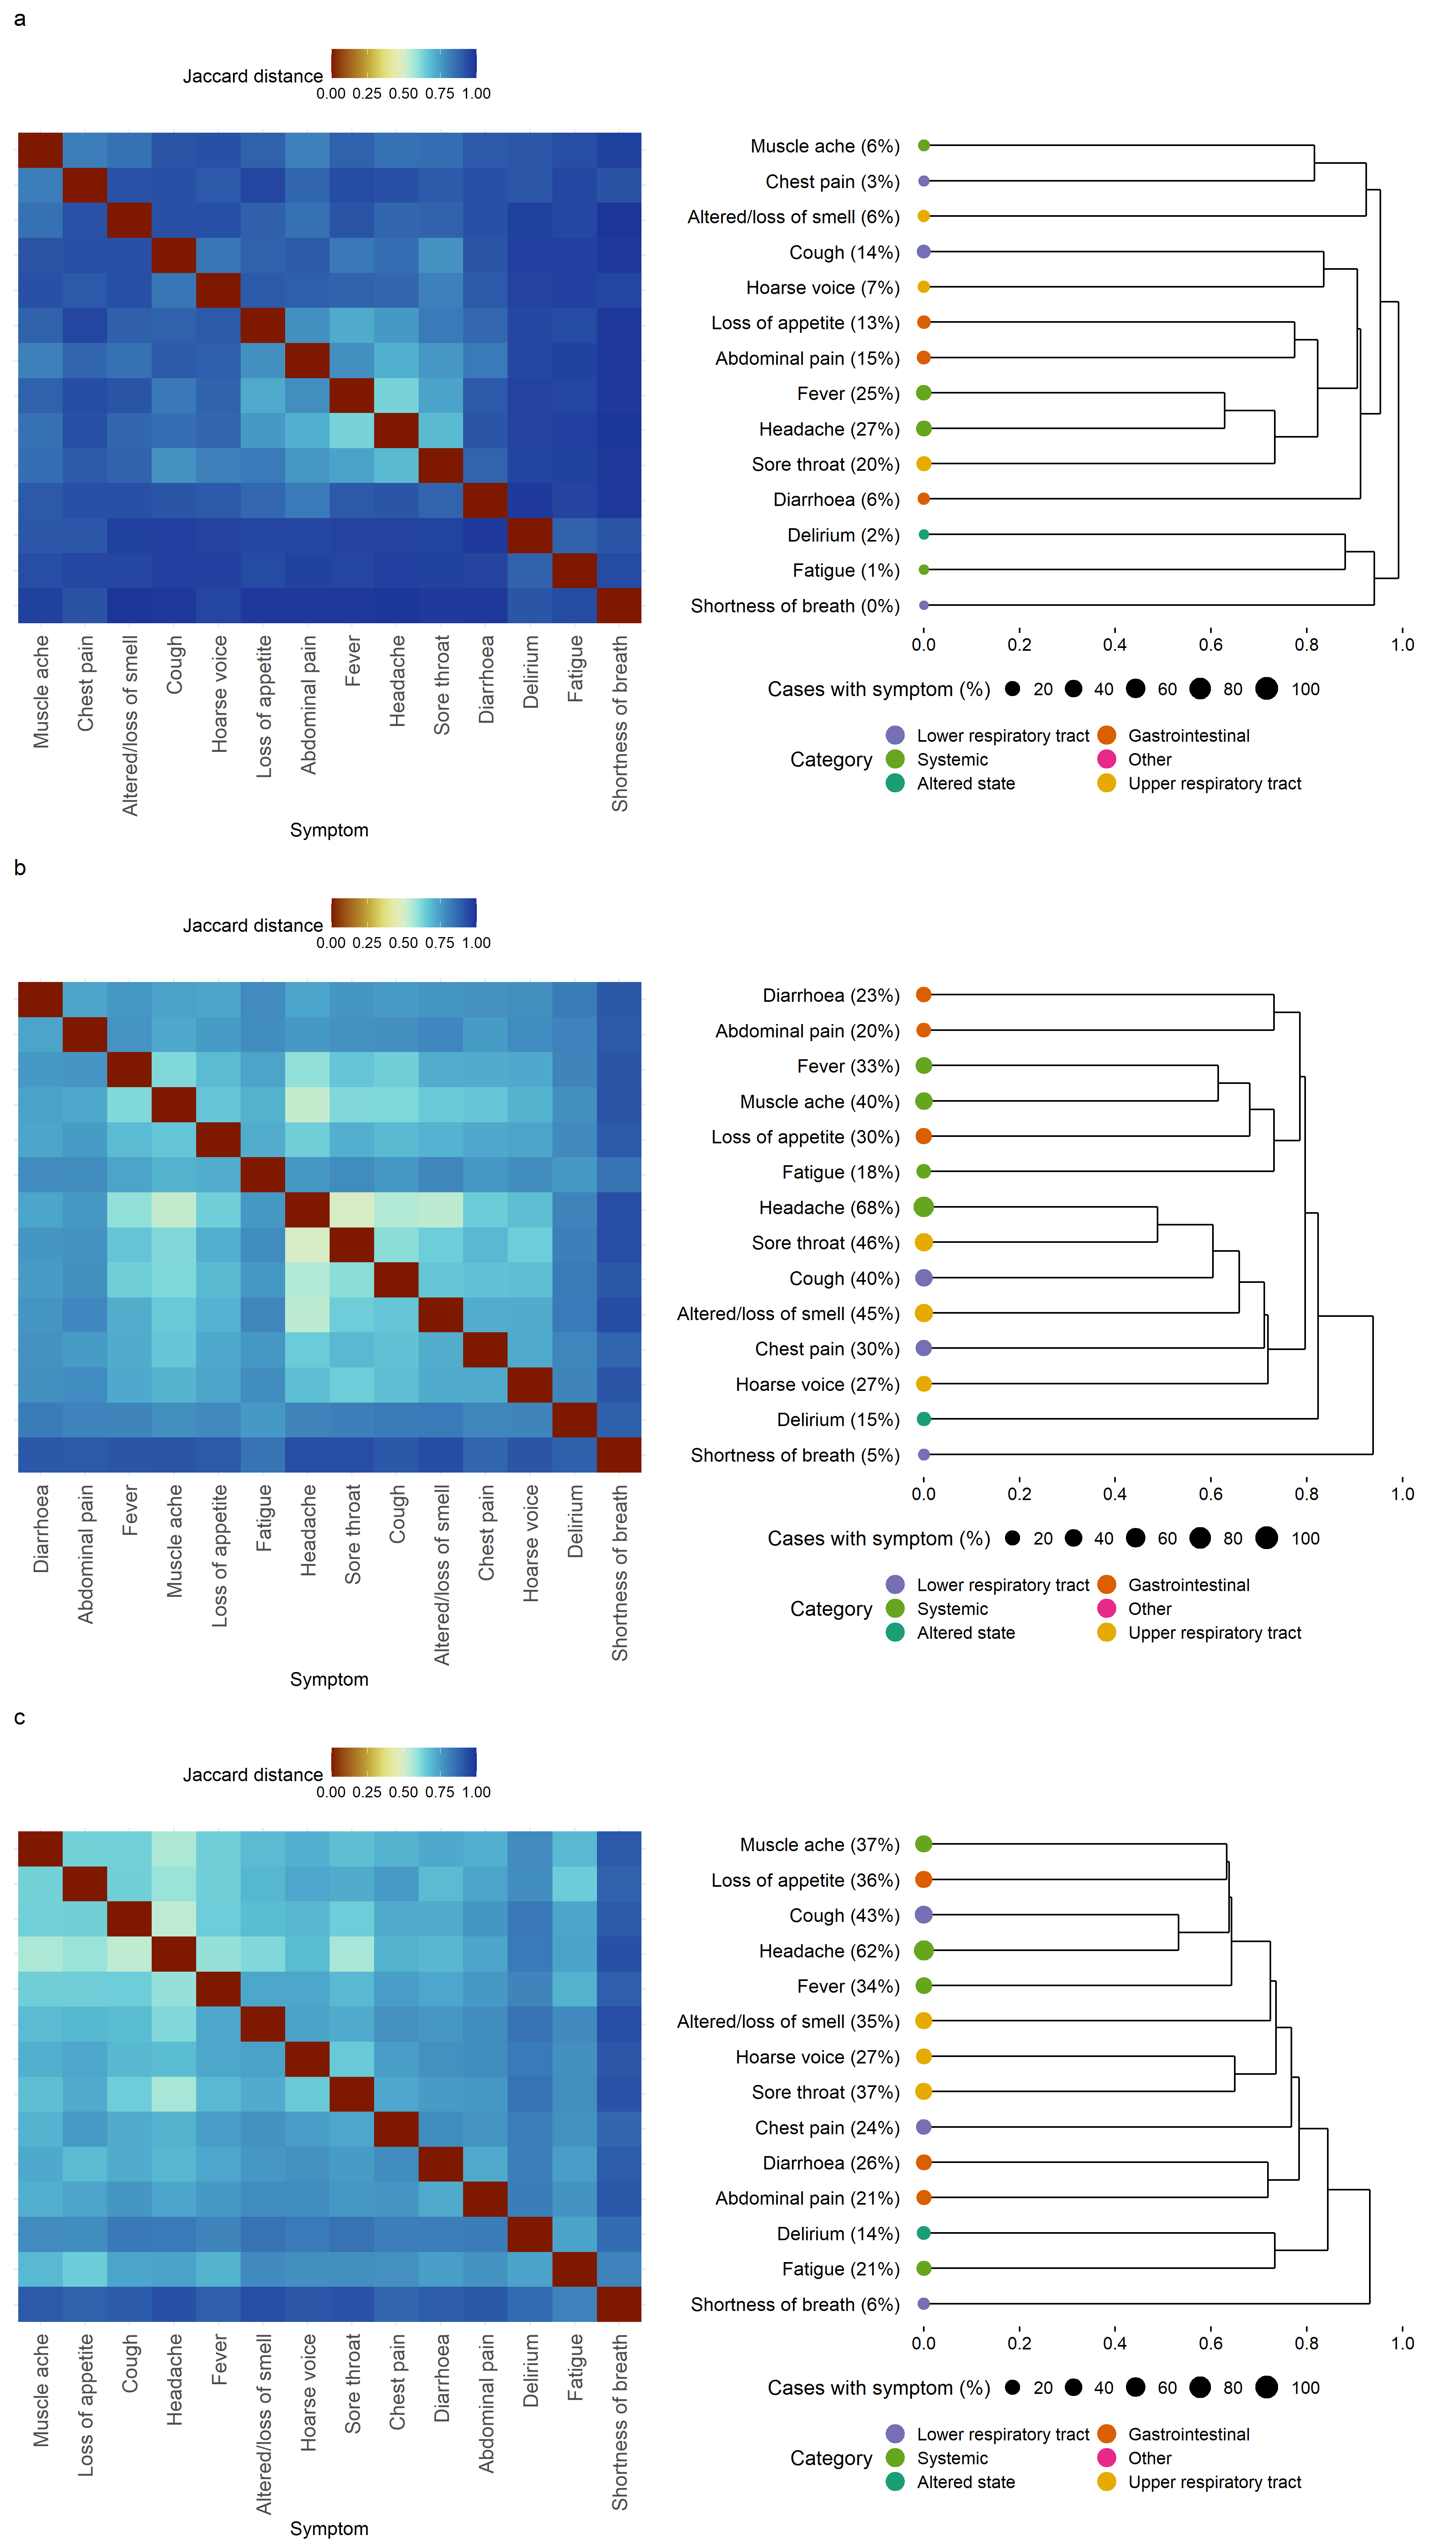 a
Jaccard distance
0.00 0.25 0.50 0.75 1.00
Muscle ache (6%)
Chest pain (3%)
Altered/loss of smell (6%)
Cough (14%)
Hoarse voice (7%)
Loss of appetite (13%)
Abdominal pain (15%)
Fever (25%)
Headache (27%)
Sore throat (20%)
Diarrhoea (6%)
Delirium (2%)
Fatigue (1%)
Shortness of breath (0%)
0.0 0.2 0.4 0.6 0.8 1.0
Muscle ache
Chest pain
Altered/loss of smell
Cough
Hoarse voice
Loss of appetite
Abdominal pain
Fever
Headache
Sore throat
Diarrhoea
Delirium
Fatigue
Shortness of breath
Symptom
Cases with symptom (%) 20 40 60 80 100
Category
Lower respiratory tract
Systemic
Altered state
Gastrointestinal
Other
Upper respiratory tract
b
Jaccard distance
0.00 0.25 0.50 0.75 1.00
Diarrhoea (23%)
Abdominal pain (20%)
Fever (33%)
Muscle ache (40%)
Loss of appetite (30%)
Fatigue (18%)
Headache (68%)
Sore throat (46%)
Cough (40%)
Altered/loss of smell (45%)
Chest pain (30%)
Hoarse voice (27%)
Delirium (15%)
Shortness of breath (5%)
0.0 0.2 0.4 0.6 0.8 1.0
Diarrhoea
Abdominal pain
Fever
Muscle ache
Loss of appetite
Fatigue
Headache
Sore throat
Cough
Altered/loss of smell
Chest pain
Hoarse voice
Delirium
Shortness of breath
Symptom
Cases with symptom (%) 20 40 60 80 100
Category
Lower respiratory tract
Systemic
Altered state
Gastrointestinal
Other
Upper respiratory tract
c
Jaccard distance
0.00 0.25 0.50 0.75 1.00
Muscle ache (37%)
Loss of appetite (36%)
Cough (43%)
Headache (62%)
Fever (34%)
Altered/loss of smell (35%)
Hoarse voice (27%)
Sore throat (37%)
Chest pain (24%)
Diarrhoea (26%)
Abdominal pain (21%)
Delirium (14%)
Fatigue (21%)
Shortness of breath (6%)
0.0 0.2 0.4 0.6 0.8 1.0
Muscle ache
Loss of appetite
Cough
Headache
Fever
Altered/loss of smell
Hoarse voice
Sore throat
Chest pain
Diarrhoea
Abdominal pain
Delirium
Fatigue
Shortness of breath
Symptom
Cases with symptom (%) 20 40 60 80 100
Category
Lower respiratory tract
Systemic
Altered state
Gastrointestinal
Other
Upper respiratory tract